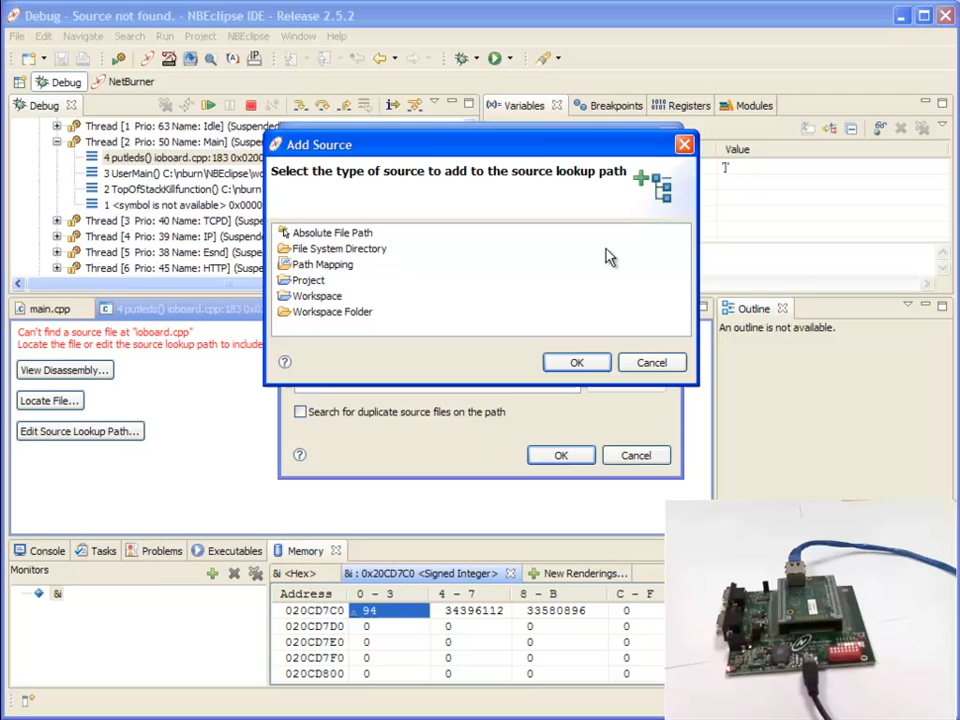 Debug - Source not found. - NBEclipse IDE - Release 2.5.2
File Edit Navigate Search Run Project NBEclipse Window Help
Debug NetBurner
Debug
Thread [1 Prio: 63 Name: Idle] (Suspended
Thread [2 Prio: 50 Name: Main] (Suspende
4 putleds() ioboard.cpp:183 0x0200
3 UserMain() C:\nburn\NBEclipse\w
2 TopOfStackKillfunction() C:\nburn
1 <symbol is not available> 0x0000
Thread [3 Prio: 40 Name: TCPD] (Suspend
Thread [4 Prio: 39 Name: IP] (Suspended
Thread [5 Prio: 38 Name: Esnd] (Suspend
Thread [6 Prio: 45 Name: HTTP] (Suspend
(x)= Variables Breakpoints Registers Modules
Value
Add Source
Select the type of source to add to the source lookup path
Absolute File Path
File System Directory
Path Mapping
Project
Workspace
Workspace Folder
OK Cancel
Search for duplicate source files on the path
OK Cancel
main.cpp 4 putleds() ioboard.cpp:183 0x0
Can't find a source file at "ioboard.cpp"
Locate the file or edit the source lookup path to include
View Disassembly...
Locate File...
Edit Source Lookup Path...
Outline
An outline is not available.
Console Tasks Problems Executables Memory
Monitors
&i
&i <Hex> &i : 0x20CD7C0 <Signed Integer> New Renderings...
Address 0 - 3 4 - 7 8 - B C - F
020CD7C0 94 34396112 33580896 0
020CD7D0 0 0 0 0
020CD7E0 0 0 0 0
020CD7F0 0 0 0 0
020CD800 0 0 0 0